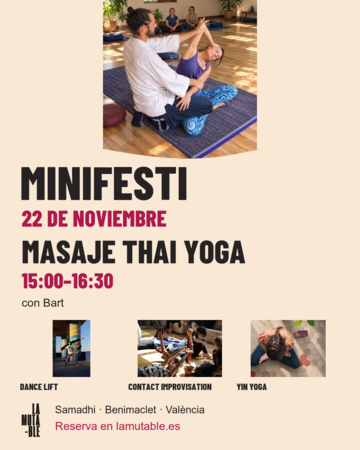 MINIFESTI
22 DE NOVIEMBRE
MASAJE THAI YOGA
15:00–16:30
con Bart
DANCE LIFT
CONTACT IMPROVISATION
YIN YOGA
LA
MUTA
-BLE
Samadhi · Benimaclet · València
Reserva en lamutable.es